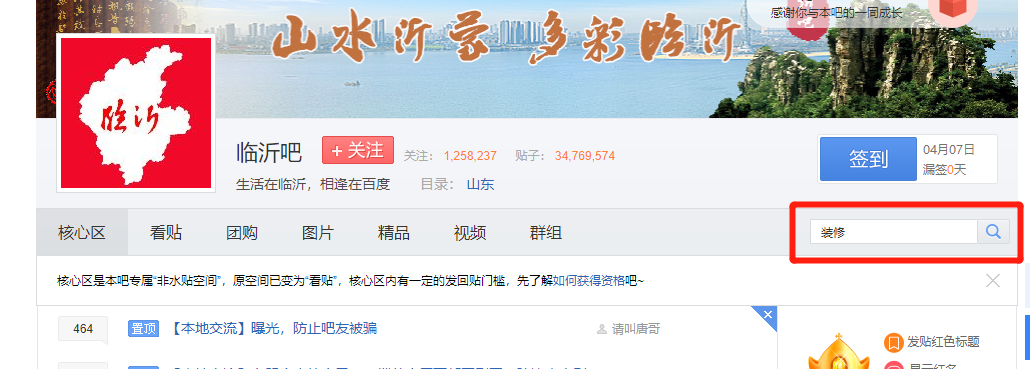 感谢你与本吧的一同成长
山水沂蒙 多彩临沂
临沂
临沂吧
+ 关注
关注: 1,258,237 贴子: 34,769,574
生活在临沂，相逢在百度 目录: 山东
签到
04月07日
漏签0天
核心区 看贴 团购 图片 精品 视频 群组
装修
核心区是本吧专属“非水贴空间”，原空间已变为“看贴”，核心区内有一定的发回贴门槛，先了解如何获得资格吧~
464 置顶 【本地交流】曝光，防止吧友被骗 请叫唐哥
发贴红色标题
显示红名